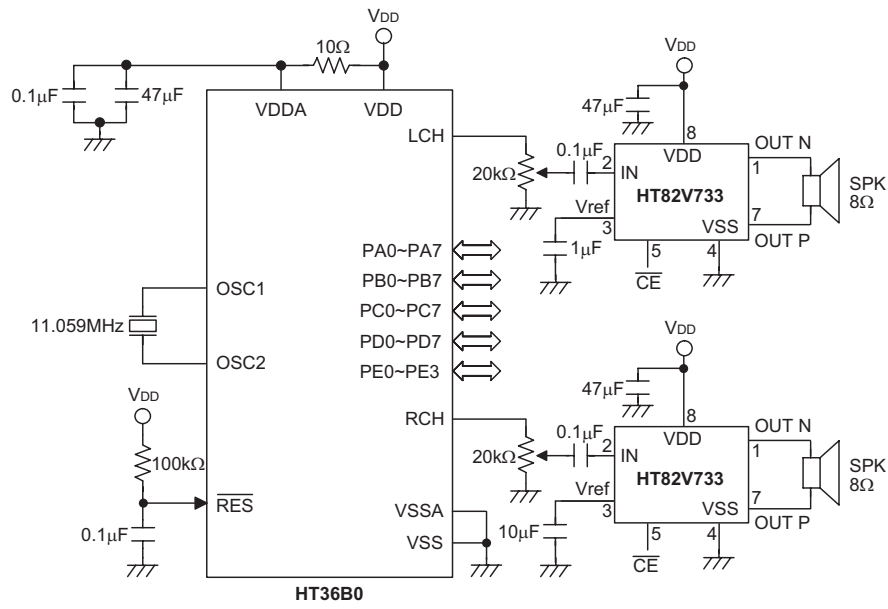 VDD
10Ω
0.1μF
47μF
VDDA
VDD
LCH
20kΩ
0.1μF
2
IN
47μF
VDD
8
VDD
HT82V733
OUT N
1
SPK
8Ω
7
OUT P
Vref
3
1μF
5
CE
VSS
4
PA0~PA7
PB0~PB7
PC0~PC7
PD0~PD7
PE0~PE3
OSC1
11.059MHz
OSC2
VDD
100kΩ
RES
0.1μF
RCH
20kΩ
0.1μF
2
IN
47μF
VDD
8
VDD
HT82V733
OUT N
1
SPK
8Ω
7
OUT P
Vref
3
10μF
5
CE
VSS
4
VSSA
VSS
HT36B0